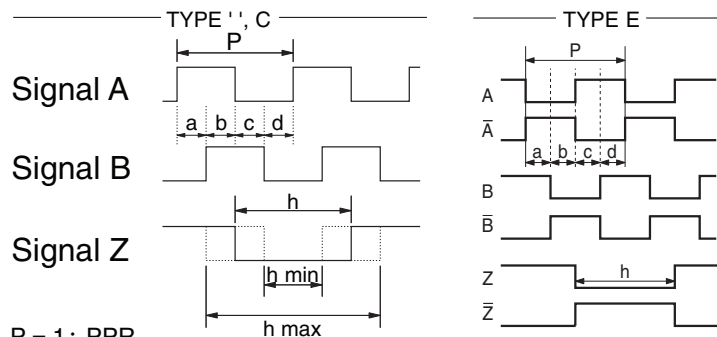 TYPE ' ', C
P
Signal A
a b c d
Signal B
h
Signal Z
h min
h max
TYPE E
P
A
A̅
a b c d
B
B̅
Z
h
Z̅